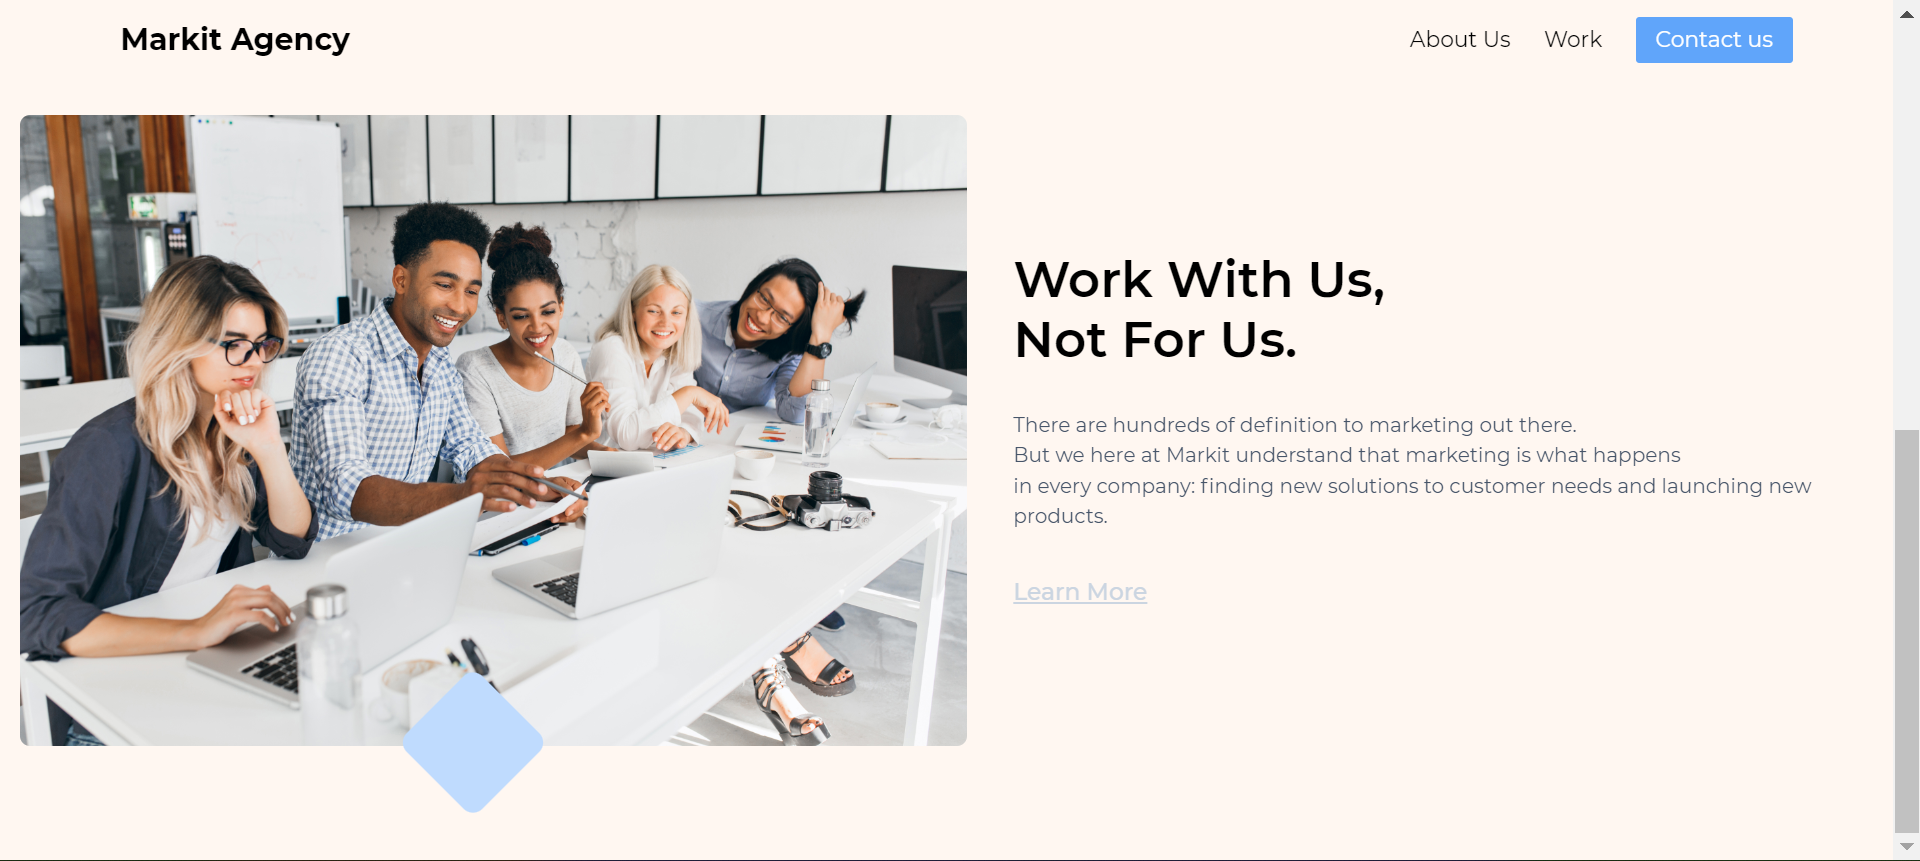 Markit Agency
About Us
Work
Contact us
Work With Us,
Not For Us.
There are hundreds of definition to marketing out there.
But we here at Markit understand that marketing is what happens
in every company: finding new solutions to customer needs and launching new
products.
Learn More